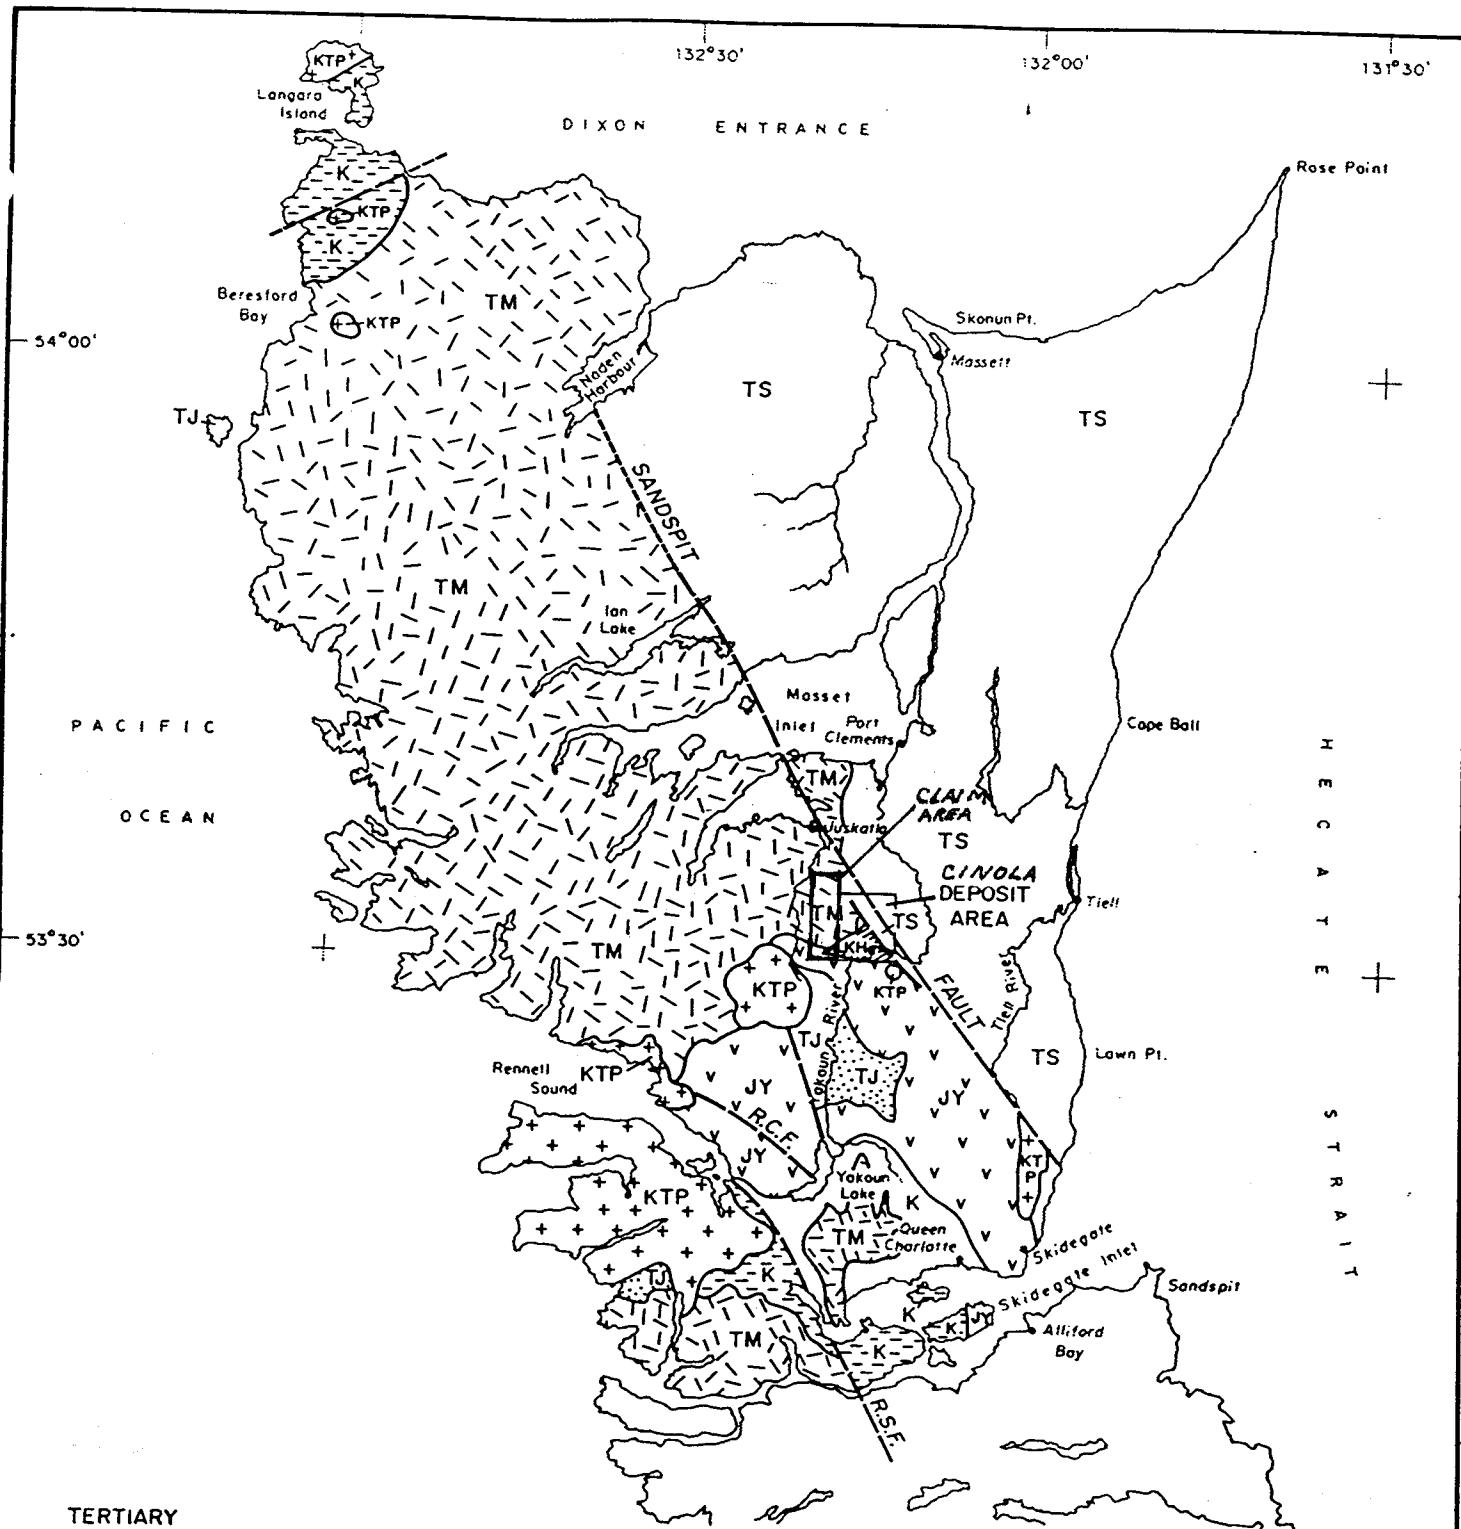 132°30'
132°00'
131°30'
KTP
K
Langara
Island
DIXON ENTRANCE
Rose Point
K
KTP
K
Beresford
Bay
TM
KTP
Skonun Pt.
54°00'
Massett
Naden
Harbour
TS
TS
TJ
SANDSPIT
TM
Ian
Lake
Masset
Inlet
Port
Clements
PACIFIC
OCEAN
Cape Ball
HECATE STRAIT
TM
CLAIM
AREA
Juskatla
TS
CINOLA
DEPOSIT
AREA
Tlell
TM
TS
53°30'
TM
KH
KTP
KTP
FAULT
Tlell River
Yakoun River
TJ
TS
Lawn Pt.
Rennell
Sound
KTP
JY
TJ
JY
R.C.F.
JY
KT
P
Yakoun
Lake
KTP
K
TM
Queen
Charlotte
Skidegate
Skidegate Inlet
K
TJ
Sandspit
K
K
JY
Alliford
Bay
TM
K
R.S.F.
TERTIARY